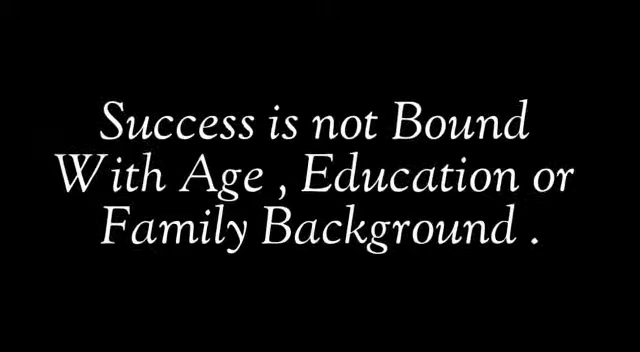 Success is not Bound
With Age , Education or
Family Background .